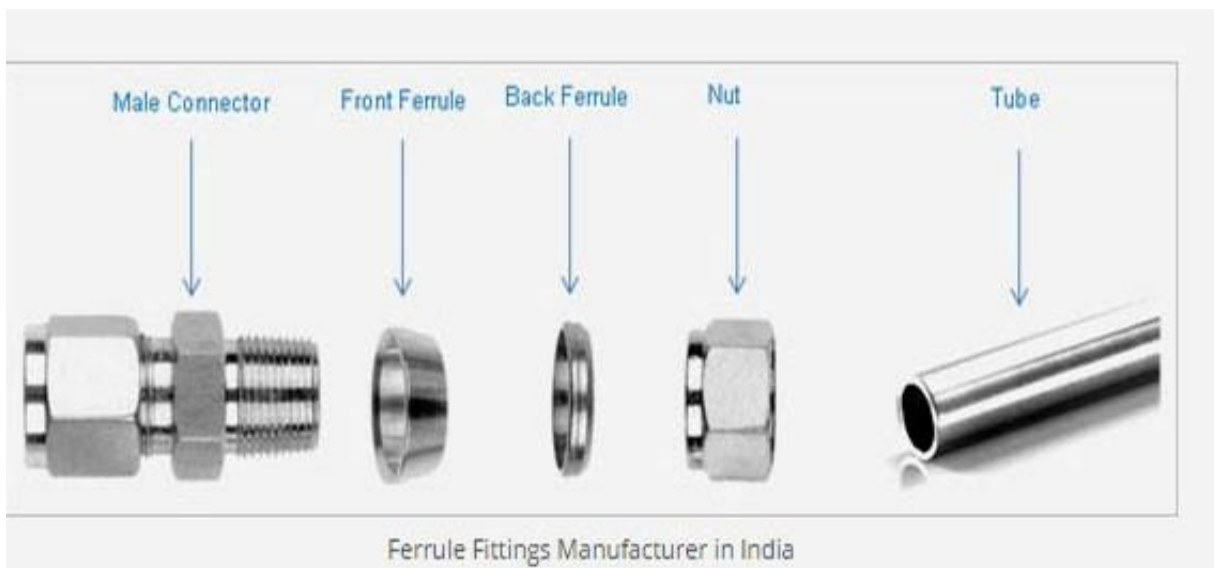 Male Connector
Front Ferrule
Back Ferrule
Nut
Tube
Ferrule Fittings Manufacturer in India